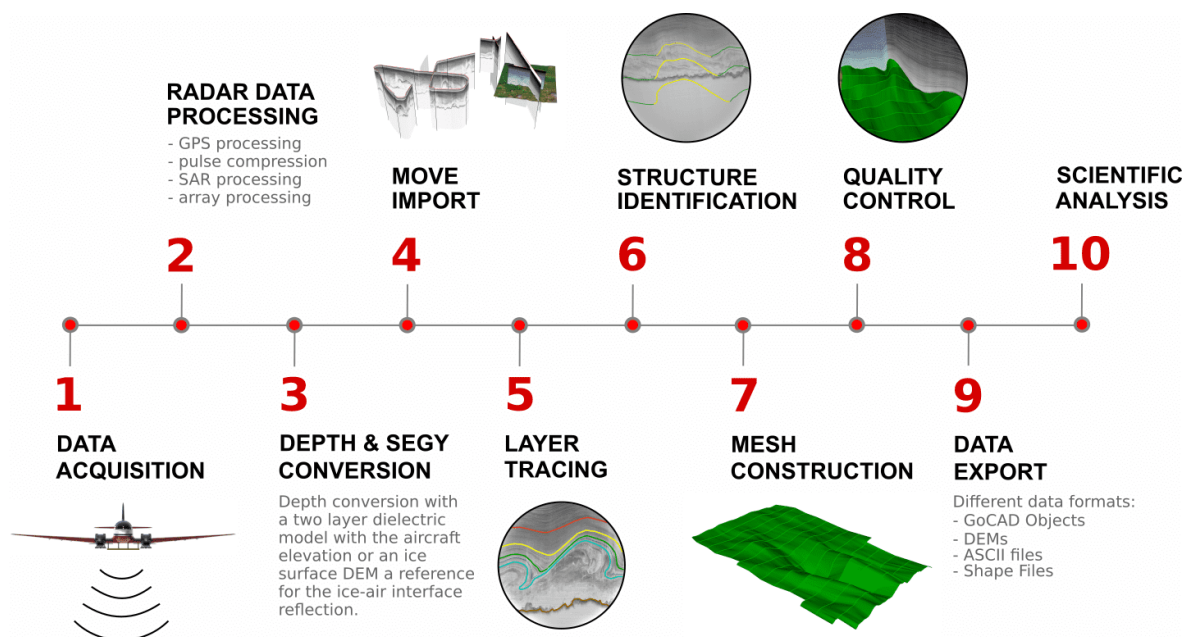 RADAR DATA
PROCESSING
- GPS processing
- pulse compression
- SAR processing
- array processing
2
MOVE
IMPORT
4
STRUCTURE
IDENTIFICATION
6
QUALITY
CONTROL
8
SCIENTIFIC
ANALYSIS
10
1
DATA
ACQUISITION
3
DEPTH & SEGY
CONVERSION
Depth conversion with
a two layer dielectric
model with the aircraft
elevation or an ice
surface DEM a reference
for the ice-air interface
reflection.
5
LAYER
TRACING
7
MESH
CONSTRUCTION
9
DATA
EXPORT
Different data formats:
- GoCAD Objects
- DEMs
- ASCII files
- Shape Files